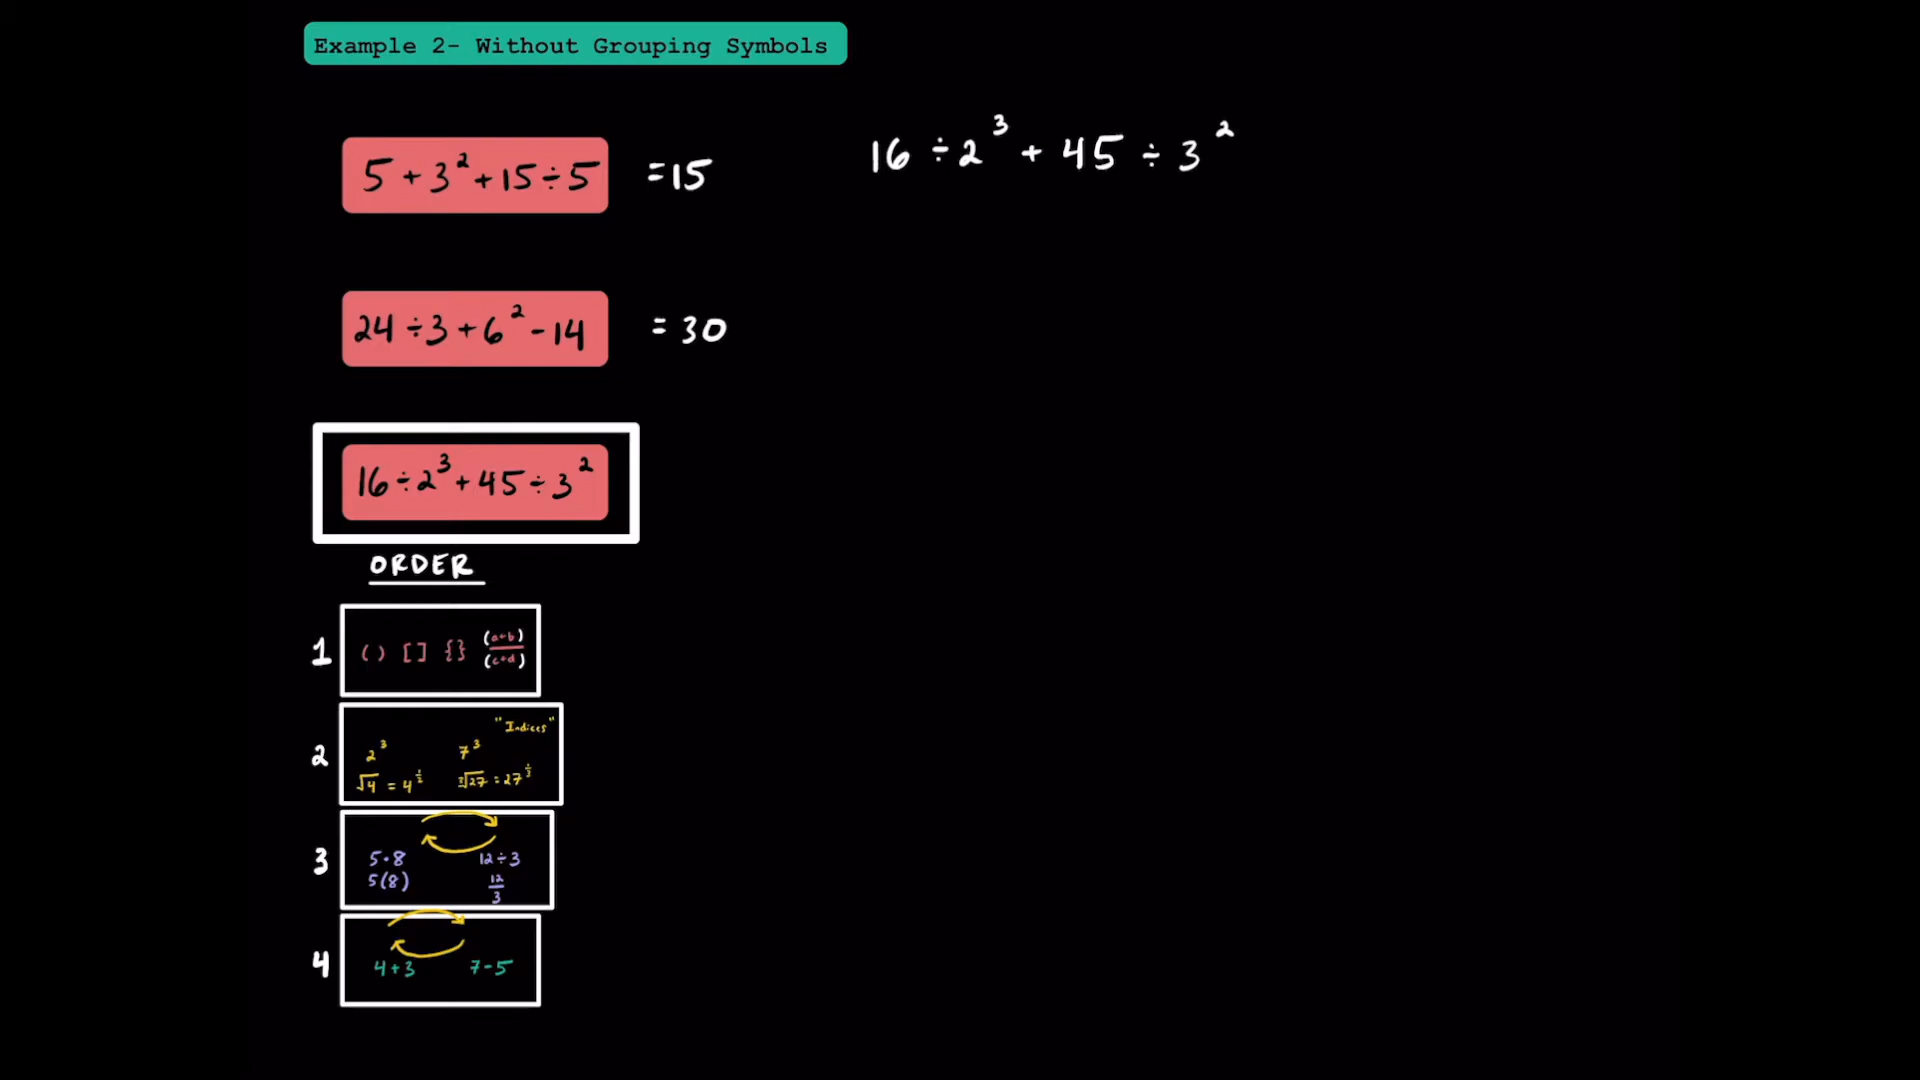 Example 2- Without Grouping Symbols
5 + 3² + 15 ÷ 5 = 15
16 ÷ 2³ + 45 ÷ 3²
24 ÷ 3 + 6² - 14 = 30
16 ÷ 2³ + 45 ÷ 3²
ORDER
1 ( ) [ ] { } (a+b)/(c+d)
2 "Indices"
2³ 7³
√4 = 4^½ ∛27 = 27^⅓
3 5·8 12÷3
5(8) 12/3
4 4+3 7-5